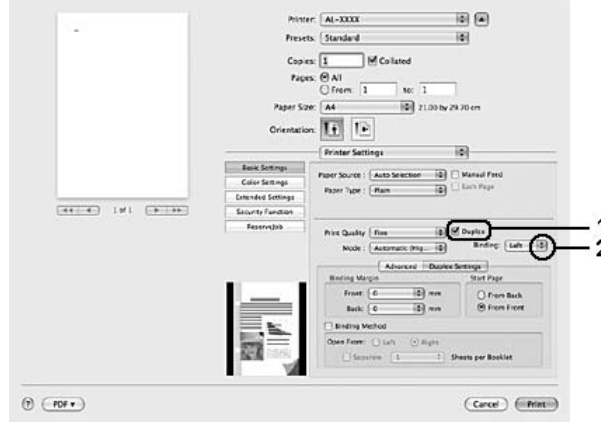 Printer: AL-XXXX
Presets: Standard
Copies: 1 Collated
Pages: All
From: 1 to: 1
Paper Size: A4 21.00 by 29.70 cm
Orientation:
Printer Settings
Basic Settings
Color Settings
Extended Settings
Security Function
ReserveJob
1 of 1
Paper Source : Auto Selection Manual Feed
Paper Type : Plain Each Page
Print Quality : Fine Duplex 1
Mode : Automatic (Hig... Binding: Left 2
Advanced Duplex Settings
Binding Margin Start Page
Front: 0 mm From Back
Back: 0 mm From Front
Binding Method
Open From: Left Right
Separate 1 Sheets per Booklet
? PDF ▾ Cancel Print